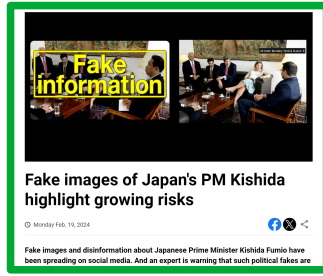 Fake
information
Fake images of Japan's PM Kishida
highlight growing risks
Monday Feb. 19, 2024
Fake images and disinformation about Japanese Prime Minister Kishida Fumio have
been spreading on social media. And an expert is warning that such political fakes are